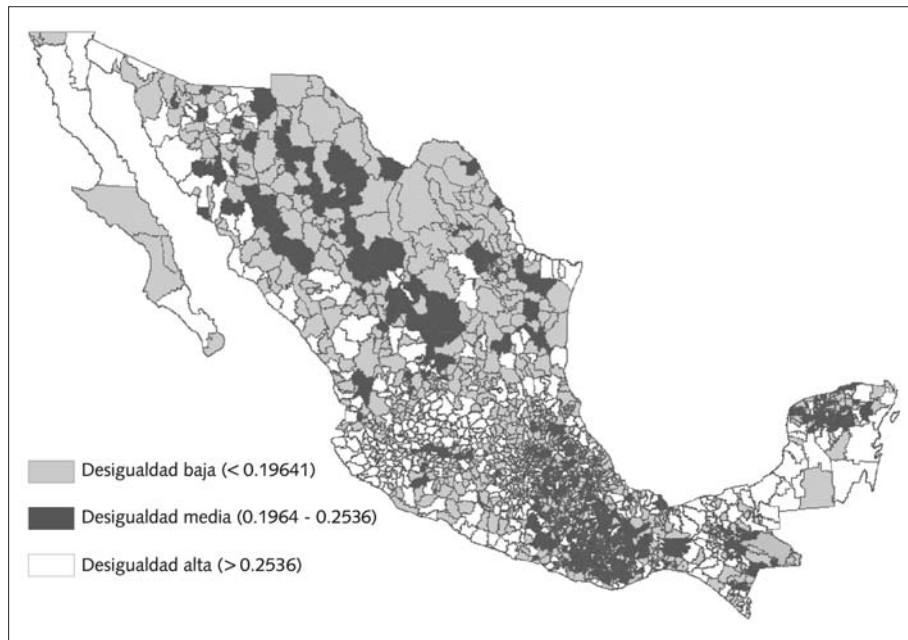 Desigualdad baja (< 0.19641)
Desigualdad media (0.1964 - 0.2536)
Desigualdad alta (> 0.2536)